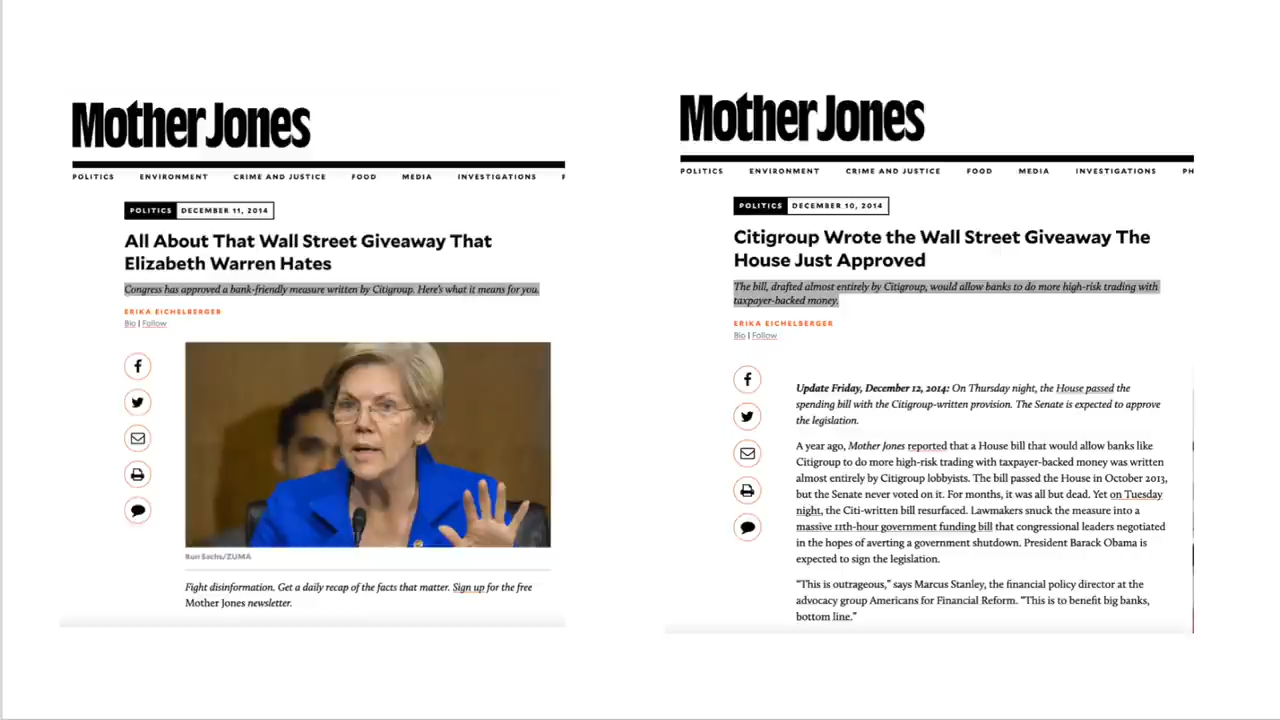 Mother Jones
POLITICS ENVIRONMENT CRIME AND JUSTICE FOOD MEDIA INVESTIGATIONS
POLITICS DECEMBER 11, 2014
All About That Wall Street Giveaway That
Elizabeth Warren Hates
Congress has approved a bank-friendly measure written by Citigroup. Here's what it means for you.
ERIKA EICHELBERGER
Bio | Follow
Ron Sachs/ZUMA
Fight disinformation. Get a daily recap of the facts that matter. Sign up for the free
Mother Jones newsletter.
Mother Jones
POLITICS ENVIRONMENT CRIME AND JUSTICE FOOD MEDIA INVESTIGATIONS PH
POLITICS DECEMBER 10, 2014
Citigroup Wrote the Wall Street Giveaway The
House Just Approved
The bill, drafted almost entirely by Citigroup, would allow banks to do more high-risk trading with
taxpayer-backed money.
ERIKA EICHELBERGER
Bio | Follow
Update Friday, December 12, 2014: On Thursday night, the House passed the
spending bill with the Citigroup-written provision. The Senate is expected to approve
the legislation.
A year ago, Mother Jones reported that a House bill that would allow banks like
Citigroup to do more high-risk trading with taxpayer-backed money was written
almost entirely by Citigroup lobbyists. The bill passed the House in October 2013,
but the Senate never voted on it. For months, it was all but dead. Yet on Tuesday
night, the Citi-written bill resurfaced. Lawmakers snuck the measure into a
massive 11th-hour government funding bill that congressional leaders negotiated
in the hopes of averting a government shutdown. President Barack Obama is
expected to sign the legislation.
"This is outrageous," says Marcus Stanley, the financial policy director at the
advocacy group Americans for Financial Reform. "This is to benefit big banks,
bottom line."